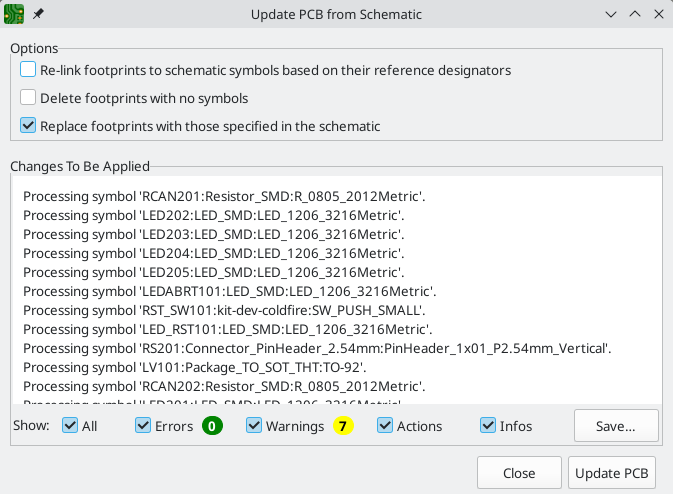 Update PCB from Schematic
Options
Re-link footprints to schematic symbols based on their reference designators
Delete footprints with no symbols
Replace footprints with those specified in the schematic
Changes To Be Applied
Processing symbol 'RCAN201:Resistor_SMD:R_0805_2012Metric'.
Processing symbol 'LED202:LED_SMD:LED_1206_3216Metric'.
Processing symbol 'LED203:LED_SMD:LED_1206_3216Metric'.
Processing symbol 'LED204:LED_SMD:LED_1206_3216Metric'.
Processing symbol 'LED205:LED_SMD:LED_1206_3216Metric'.
Processing symbol 'LEDABRT101:LED_SMD:LED_1206_3216Metric'.
Processing symbol 'RST_SW101:kit-dev-coldfire:SW_PUSH_SMALL'.
Processing symbol 'LED_RST101:LED_SMD:LED_1206_3216Metric'.
Processing symbol 'RS201:Connector_PinHeader_2.54mm:PinHeader_1x01_P2.54mm_Vertical'.
Processing symbol 'LV101:Package_TO_SOT_THT:TO-92'.
Processing symbol 'RCAN202:Resistor_SMD:R_0805_2012Metric'.
Processing symbol 'LED201:LED_SMD:LED_1206_3216Metric'.
Show: All Errors 0 Warnings 7 Actions Infos Save...
Close Update PCB